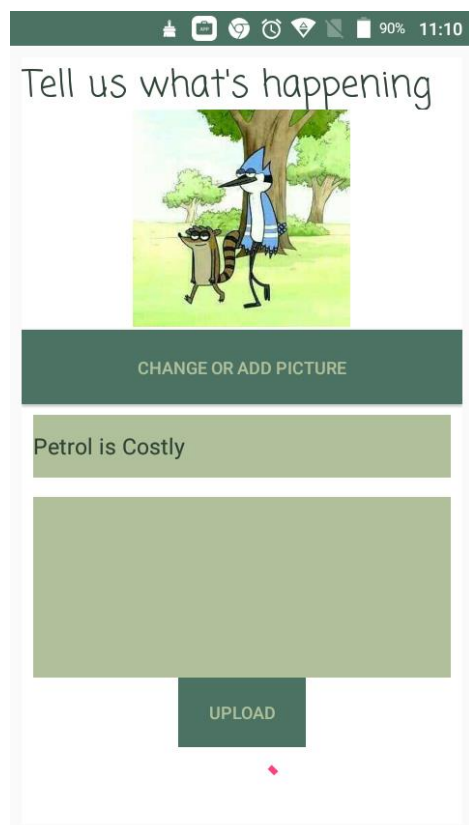 90% 11:10
Tell us what's happening
CHANGE OR ADD PICTURE
Petrol is Costly
UPLOAD